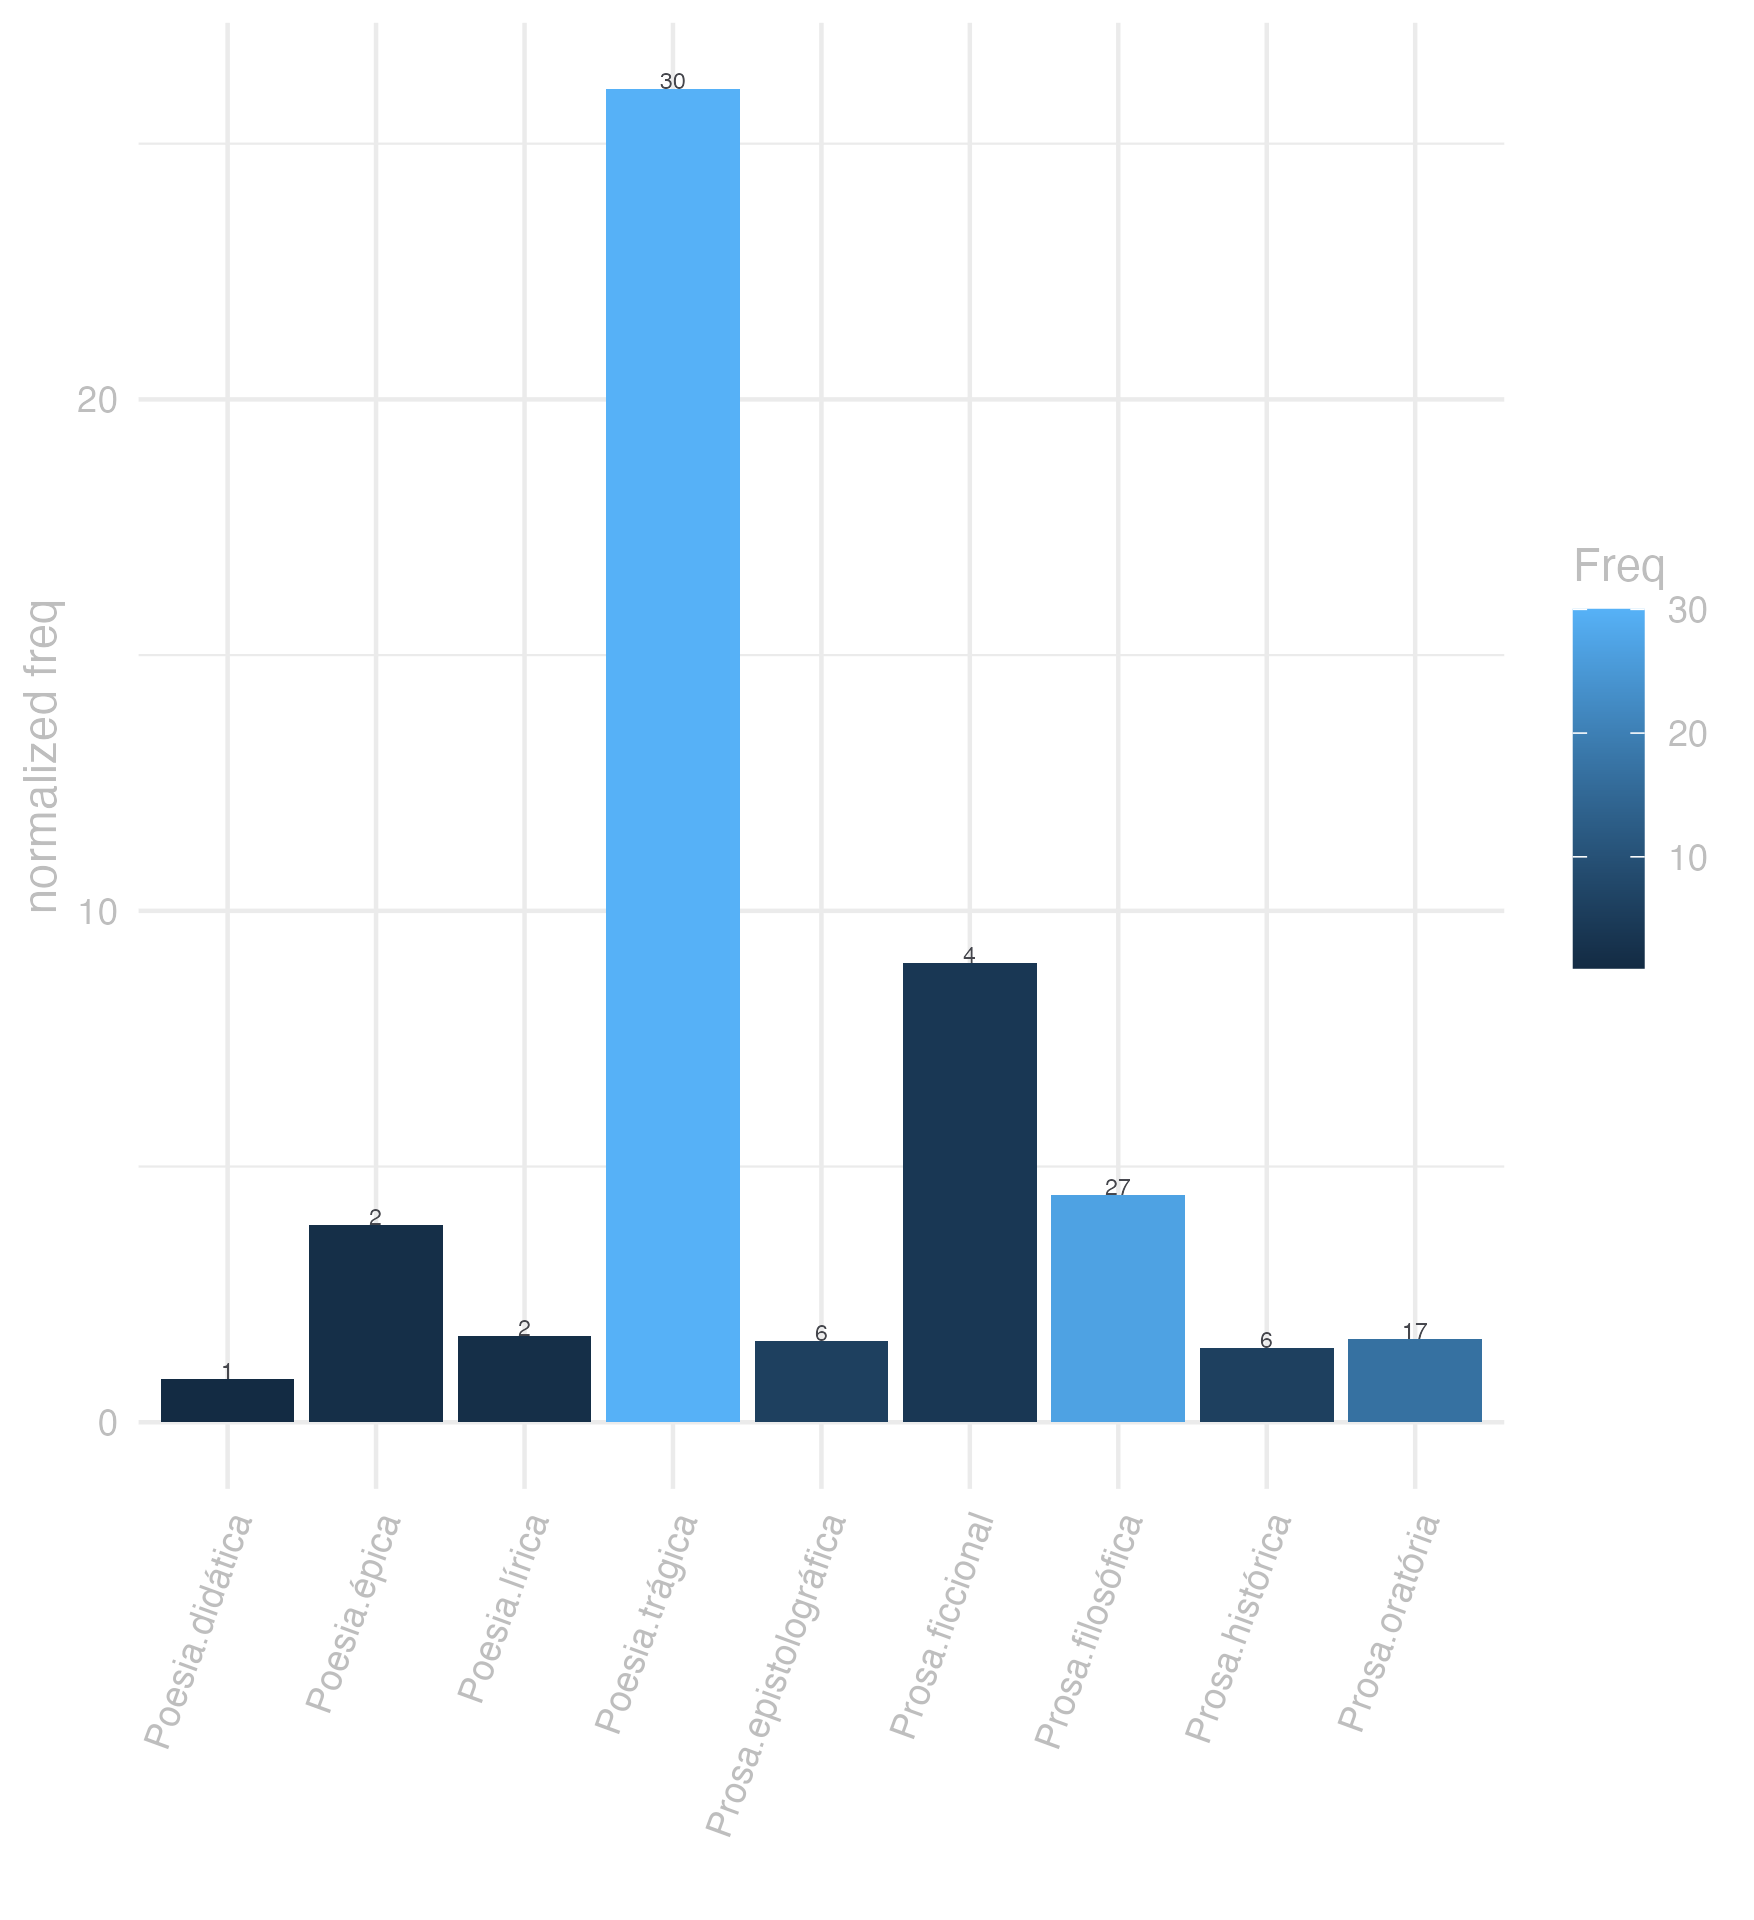 30
20
4
10
27
2
2
6
6
17
1
0
normalized freq
Poesia.didática
Poesia.épica
Poesia.lírica
Poesia.trágica
Prosa.epistolográfica
Prosa.ficcional
Prosa.filosófica
Prosa.histórica
Prosa.oratória
Freq
30
20
10